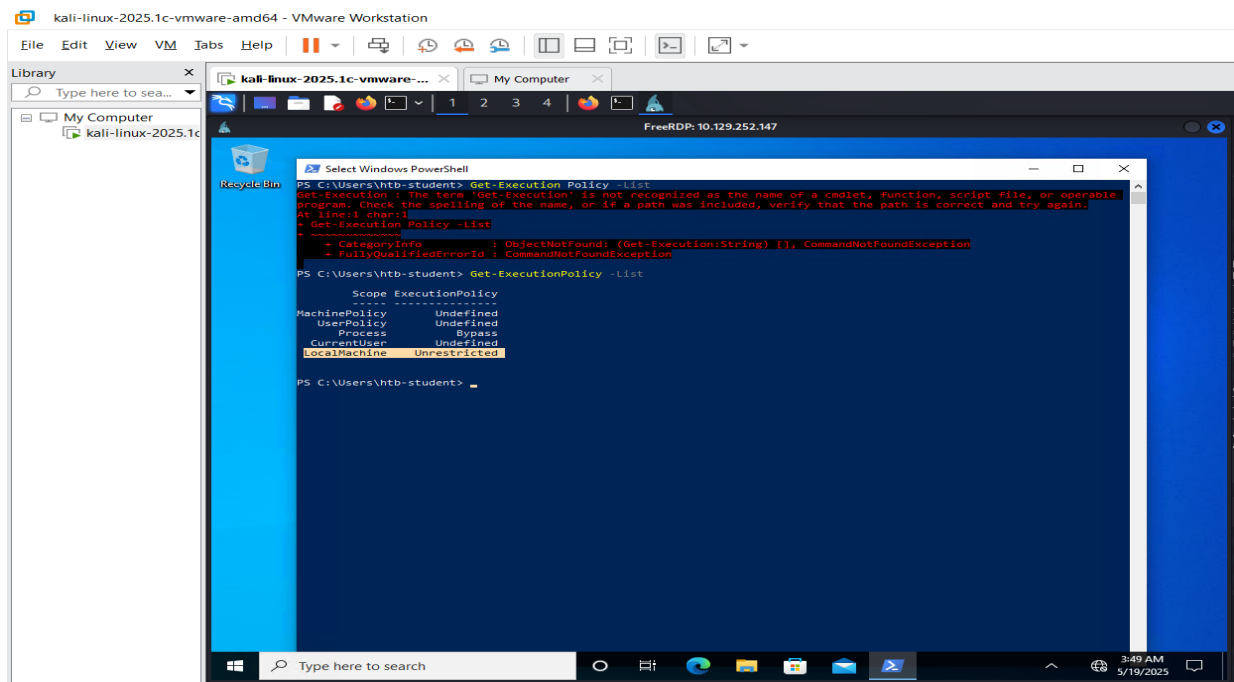 kali-linux-2025.1c-vmware-amd64 - VMware Workstation
File Edit View VM Tabs Help
Library
Type here to sea...
My Computer
kali-linux-2025.1c
kali-linux-2025.1c-vmware-...
My Computer
1 2 3 4
FreeRDP: 10.129.252.147
Recycle Bin
Select Windows PowerShell
PS C:\Users\htb-student> Get-Execution Policy -List
Get-Execution : The term 'Get-Execution' is not recognized as the name of a cmdlet, function, script file, or operable
program. Check the spelling of the name, or if a path was included, verify that the path is correct and try again.
At line:1 char:1
+ Get-Execution Policy -List
+ ~~~~~~~~~~~~~
+ CategoryInfo : ObjectNotFound: (Get-Execution:String) [], CommandNotFoundException
+ FullyQualifiedErrorId : CommandNotFoundException
PS C:\Users\htb-student> Get-ExecutionPolicy -List
Scope ExecutionPolicy
----- ---------------
MachinePolicy Undefined
UserPolicy Undefined
Process Bypass
CurrentUser Undefined
LocalMachine Unrestricted
PS C:\Users\htb-student> _
Type here to search
3:49 AM
5/19/2025